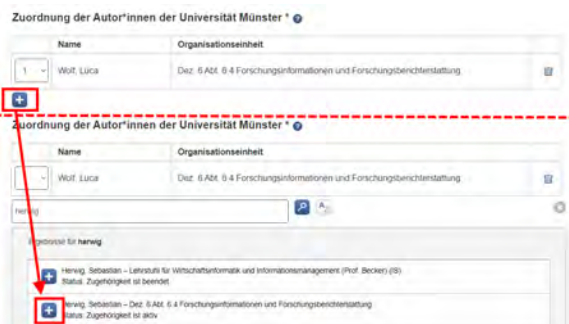 Zuordnung der Autor*innen der Universität Münster *
Name Organisationseinheit
1 Wolf, Luca Dez. 6 Abt. 6.4 Forschungsinformationen und Forschungsberichterstattung
Zuordnung der Autor*innen der Universität Münster *
Name Organisationseinheit
Wolf, Luca Dez. 6 Abt. 6.4 Forschungsinformationen und Forschungsberichterstattung
herwig
Ergebnisse für herwig
Herwig, Sebastian – Lehrstuhl für Wirtschaftsinformatik und Informationsmanagement (Prof. Becker) (IS)
Status: Zugehörigkeit ist beendet
Herwig, Sebastian – Dez. 6 Abt. 6.4 Forschungsinformationen und Forschungsberichterstattung
Status: Zugehörigkeit ist aktiv